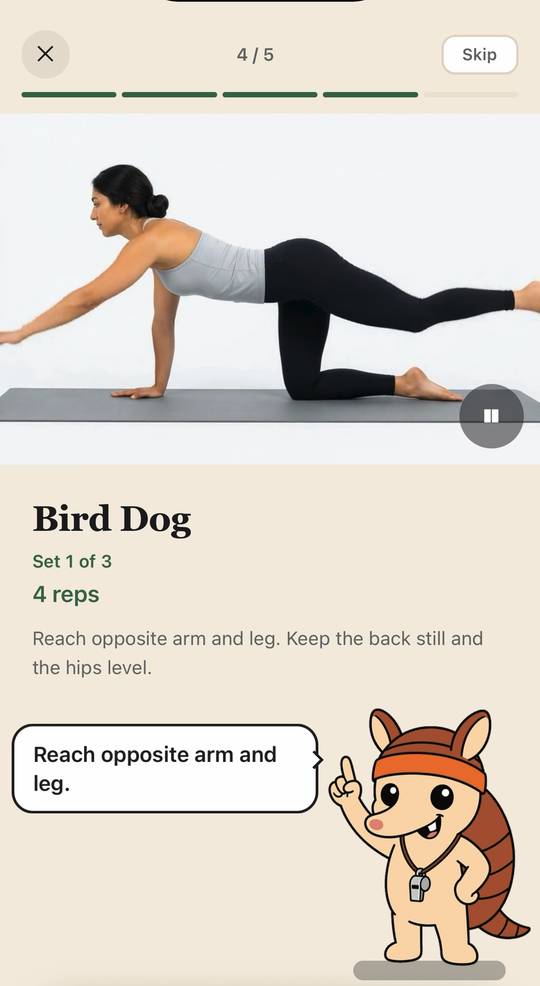 4 / 5
Skip
Bird Dog
Set 1 of 3
4 reps
Reach opposite arm and leg. Keep the back still and
the hips level.
Reach opposite arm and
leg.